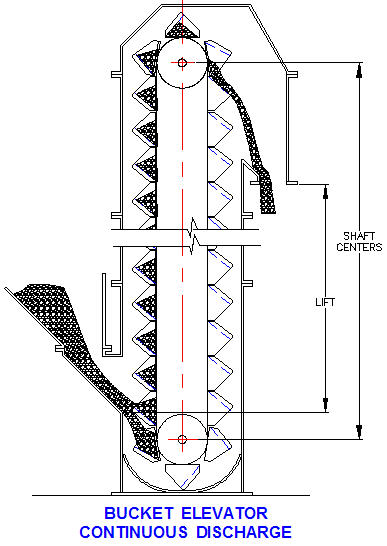 SHAFT
CENTERS
LIFT
BUCKET ELEVATOR
CONTINUOUS DISCHARGE